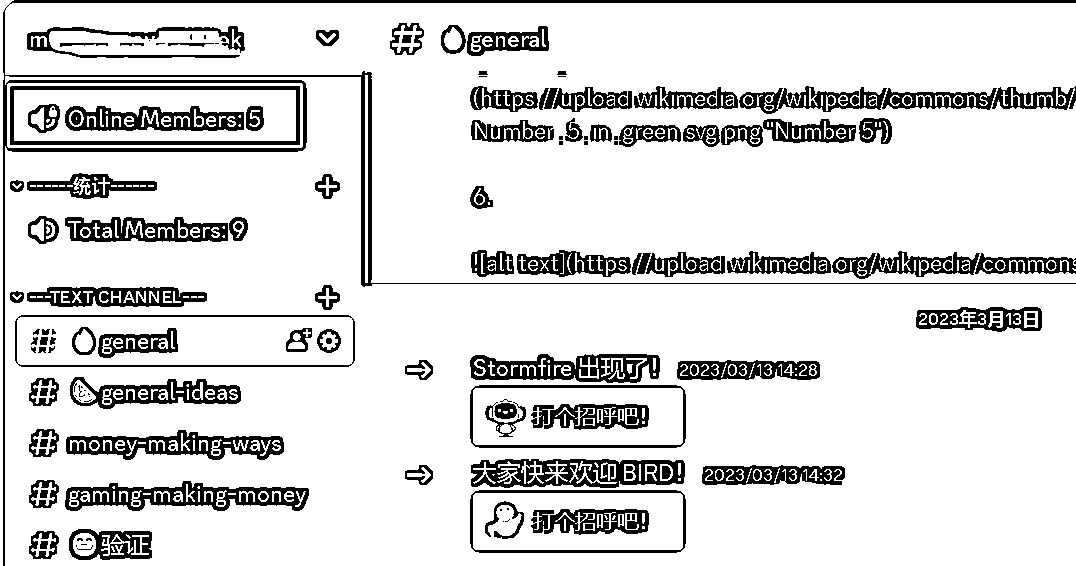 general
Online Members: 5
统计
Total Members: 9
TEXT CHANNEL
general
general-ideas
money-making-ways
gaming-making-money
验证
(https://upload.wikimedia.org/wikipedia/commons/thumb/
Number_5_in_green.svg.png "Number 5")
6.
![alt text](https://upload.wikimedia.org/wikipedia/commons
2023年3月13日
Stormfire 出现了! 2023/03/13 14:28
打个招呼吧!
大家快来欢迎 BIRD! 2023/03/13 14:32
打个招呼吧!